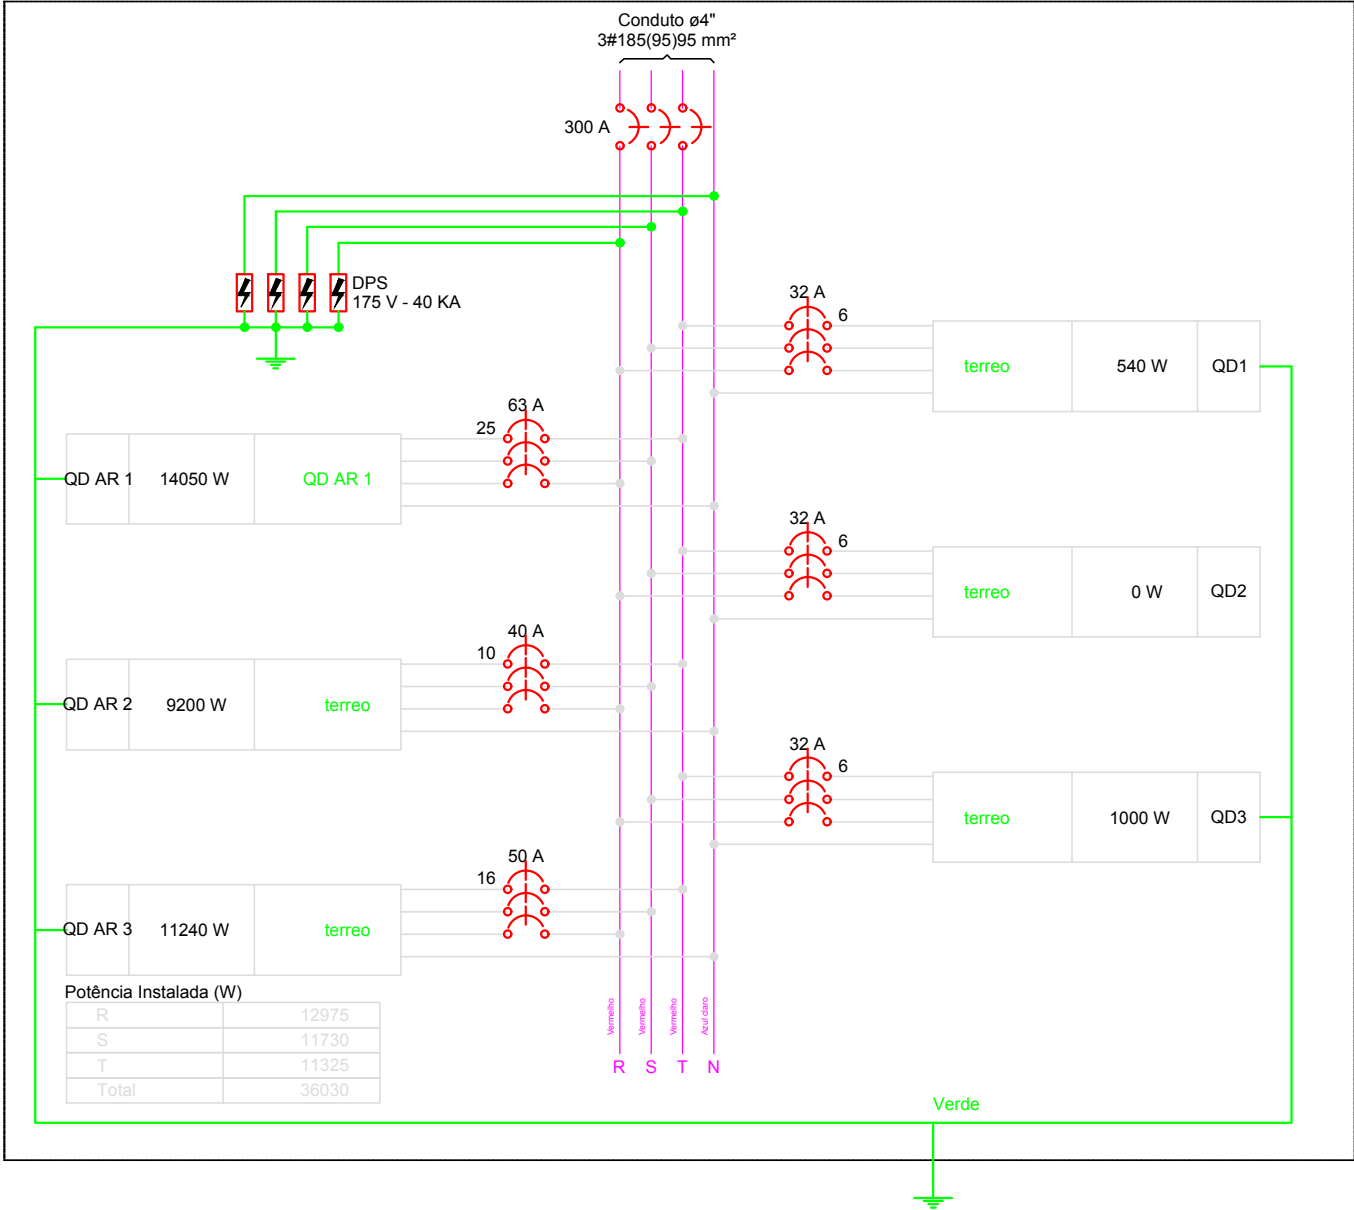 Conduto ø4"
3#185(95)95 mm²
300 A
DPS
175 V - 40 KA
32 A
6
terreo 540 W QD1
63 A
25
QD AR 1 14050 W QD AR 1
32 A
6
terreo 0 W QD2
40 A
10
QD AR 2 9200 W terreo
32 A
6
terreo 1000 W QD3
50 A
16
QD AR 3 11240 W terreo
Potência Instalada (W)
R 12975
S 11730
T 11325
Total 36030
Vermelho
Vermelho
Vermelho
Azul claro
R S T N
Verde